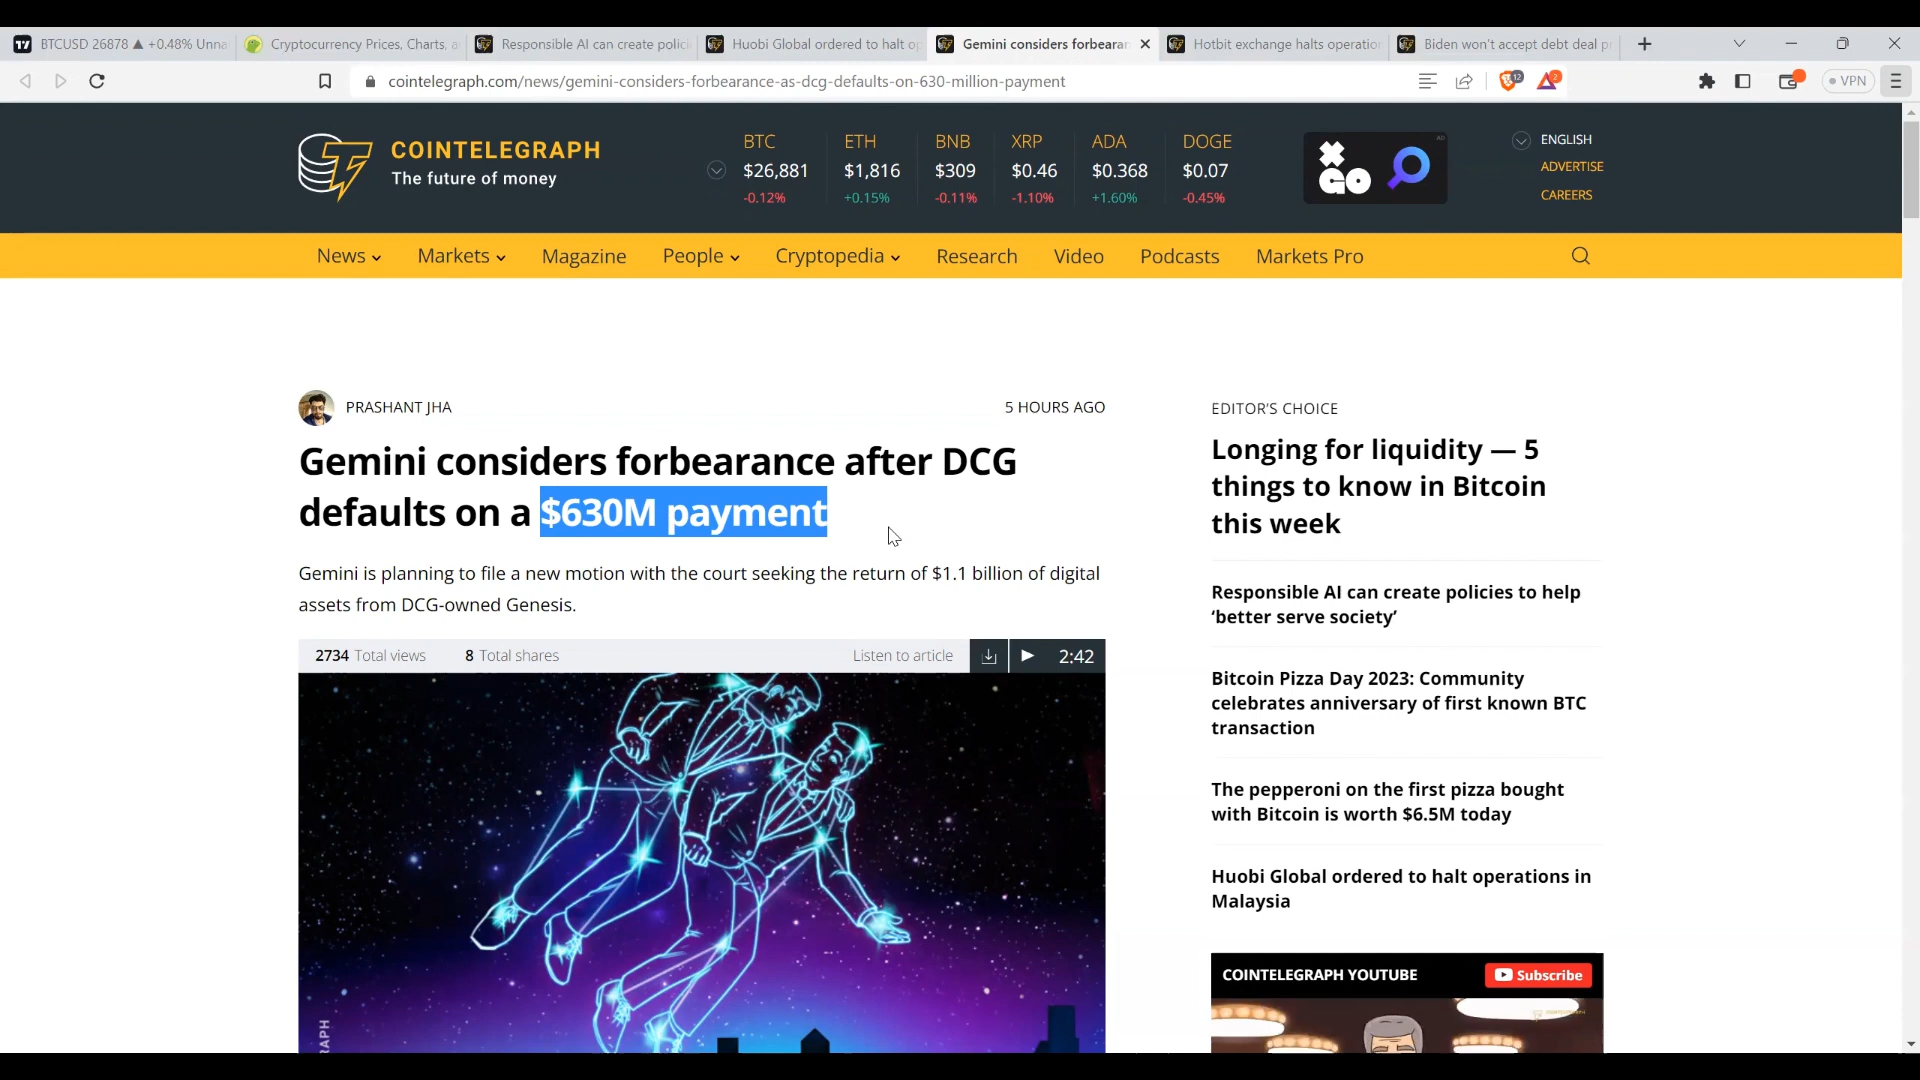 BTCUSD 26878 ▲ +0.48% Unna
Cryptocurrency Prices, Charts, a
Responsible AI can create polici
Huobi Global ordered to halt op
Gemini considers forbearan
Hotbit exchange halts operation
Biden won't accept debt deal pr
cointelegraph.com/news/gemini-considers-forbearance-as-dcg-defaults-on-630-million-payment
12
2
VPN
COINTELEGRAPH
The future of money
BTC ETH BNB XRP ADA DOGE
$26,881 $1,816 $309 $0.46 $0.368 $0.07
-0.12% +0.15% -0.11% -1.10% +1.60% -0.45%
AD
GO
ENGLISH
ADVERTISE
CAREERS
News Markets Magazine People Cryptopedia Research Video Podcasts Markets Pro
PRASHANT JHA
5 HOURS AGO
Gemini considers forbearance after DCG
defaults on a $630M payment
Gemini is planning to file a new motion with the court seeking the return of $1.1 billion of digital
assets from DCG-owned Genesis.
2734 Total views 8 Total shares Listen to article 2:42
EDITOR'S CHOICE
Longing for liquidity — 5
things to know in Bitcoin
this week
Responsible AI can create policies to help
‘better serve society’
Bitcoin Pizza Day 2023: Community
celebrates anniversary of first known BTC
transaction
The pepperoni on the first pizza bought
with Bitcoin is worth $6.5M today
Huobi Global ordered to halt operations in
Malaysia
COINTELEGRAPH YOUTUBE
Subscribe